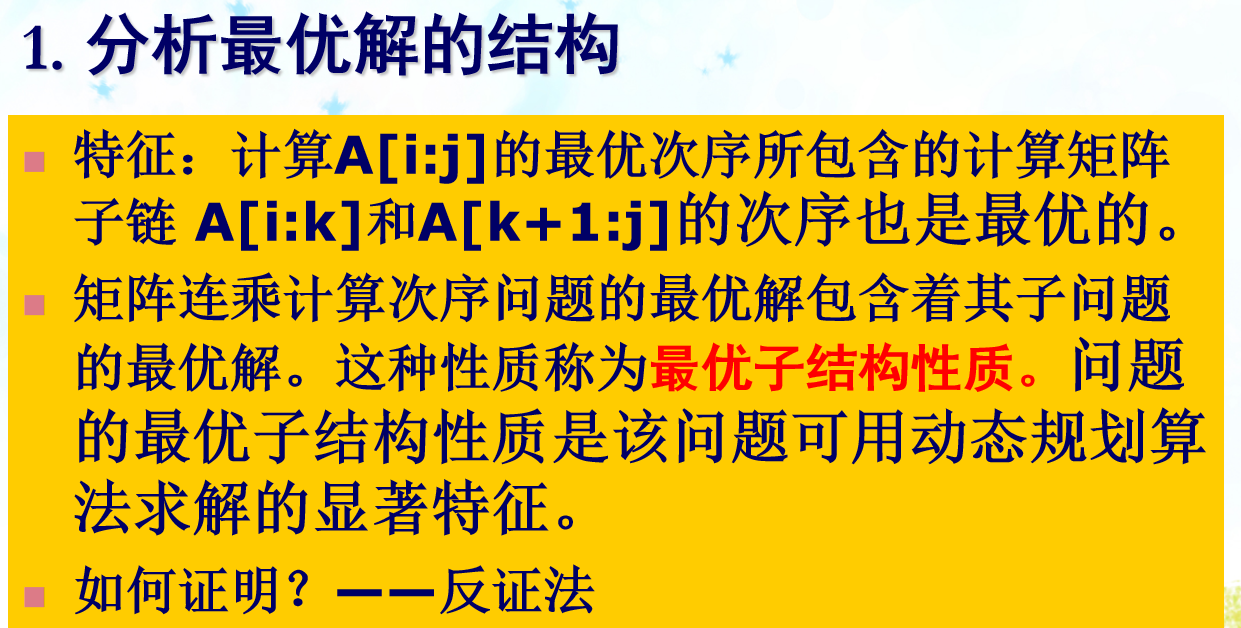 1. 分析最优解的结构
特征：计算A[i:j]的最优次序所包含的计算矩阵
子链 A[i:k]和A[k+1:j]的次序也是最优的。
矩阵连乘计算次序问题的最优解包含着其子问题
的最优解。这种性质称为最优子结构性质。问题
的最优子结构性质是该问题可用动态规划算
法求解的显著特征。
如何证明？——反证法